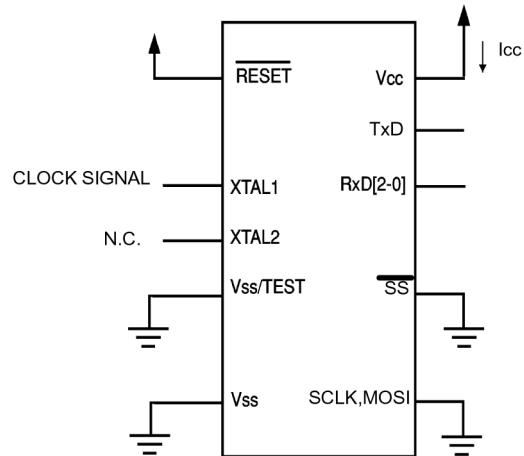 Icc
RESET
Vcc
TxD
CLOCK SIGNAL
XTAL1
RxD[2-0]
N.C.
XTAL2
Vss/TEST
SS
Vss
SCLK,MOSI